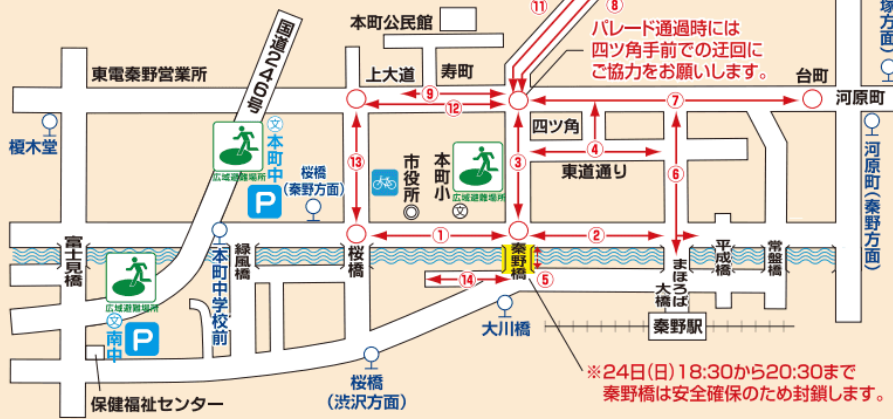 ⑪
⑧
塚方面)
国道246号
本町公民館
パレード通過時には
四ツ角手前での迂回に
ご協力をお願いします。
東電秦野営業所
上大道
寿町
台町
⑨
⑫
⑦
河原町
榎木堂
文
本町中
広域避難場所
P
桜橋
(秦野方面)
⑬
市役所
本町小
文
広域避難場所
③
四ツ角
④
東道通り
⑥
河原町(秦野方面)
①
②
富士見橋
緑風橋
本町中学校前
桜橋
秦野橋
⑤
まほろば
大橋
平成橋
常盤橋
広域避難場所
文
南中
P
⑭
大川橋
秦野駅
保健福祉センター
桜橋
(渋沢方面)
※24日(日)18:30から20:30まで
秦野橋は安全確保のため封鎖します。